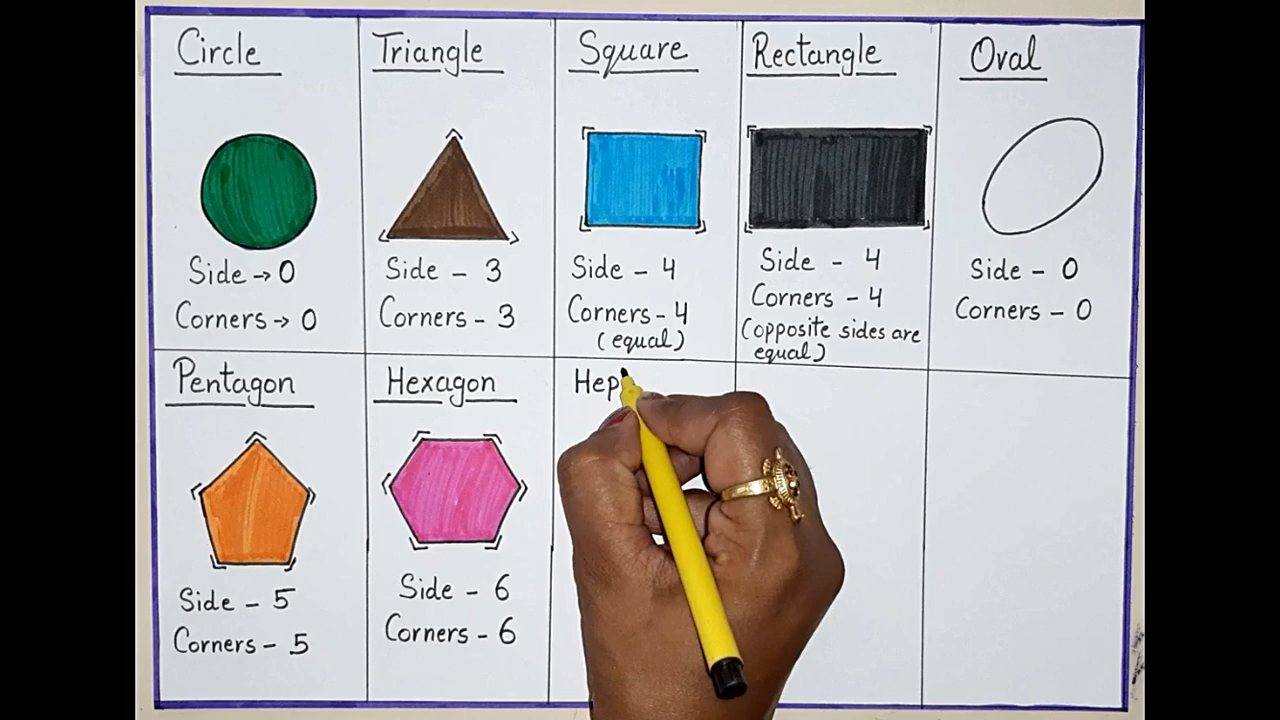 Circle
Side → 0
Corners → 0
Triangle
Side - 3
Corners - 3
Square
Side - 4
Corners - 4
(equal)
Rectangle
Side - 4
Corners - 4
(opposite sides are
equal)
Oval
Side - 0
Corners - 0
Pentagon
Side - 5
Corners - 5
Hexagon
Side - 6
Corners - 6
Hep